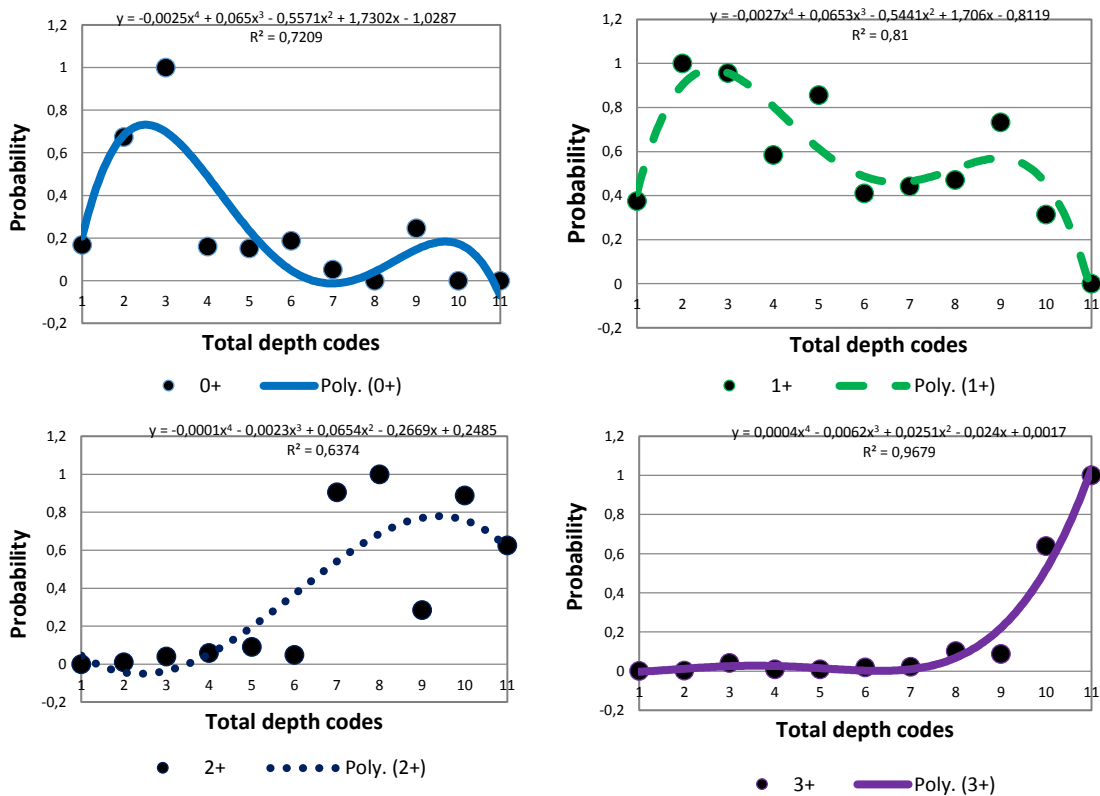 y = -0,0025x⁴ + 0,065x³ - 0,5571x² + 1,7302x - 1,0287
R² = 0,7209
1,2
1
0,8
0,6
0,4
0,2
0
-0,2
Probability
1 2 3 4 5 6 7 8 9 10 11
Total depth codes
0+ Poly. (0+)
y = -0,0027x⁴ + 0,0653x³ - 0,5441x² + 1,706x - 0,8119
R² = 0,81
1,2
1
0,8
0,6
0,4
0,2
0
-0,2
Probability
1 2 3 4 5 6 7 8 9 10 11
Total depth codes
1+ Poly. (1+)
y = -0,0001x⁴ - 0,0023x³ + 0,0654x² - 0,2669x + 0,2485
R² = 0,6374
1,2
1
0,8
0,6
0,4
0,2
0
-0,2
Probability
1 2 3 4 5 6 7 8 9 10 11
Total depth codes
2+ Poly. (2+)
y = 0,0004x⁴ - 0,0062x³ + 0,0251x² - 0,024x + 0,0017
R² = 0,9679
1,2
1
0,8
0,6
0,4
0,2
0
-0,2
Probability
1 2 3 4 5 6 7 8 9 10 11
Total depth codes
3+ Poly. (3+)